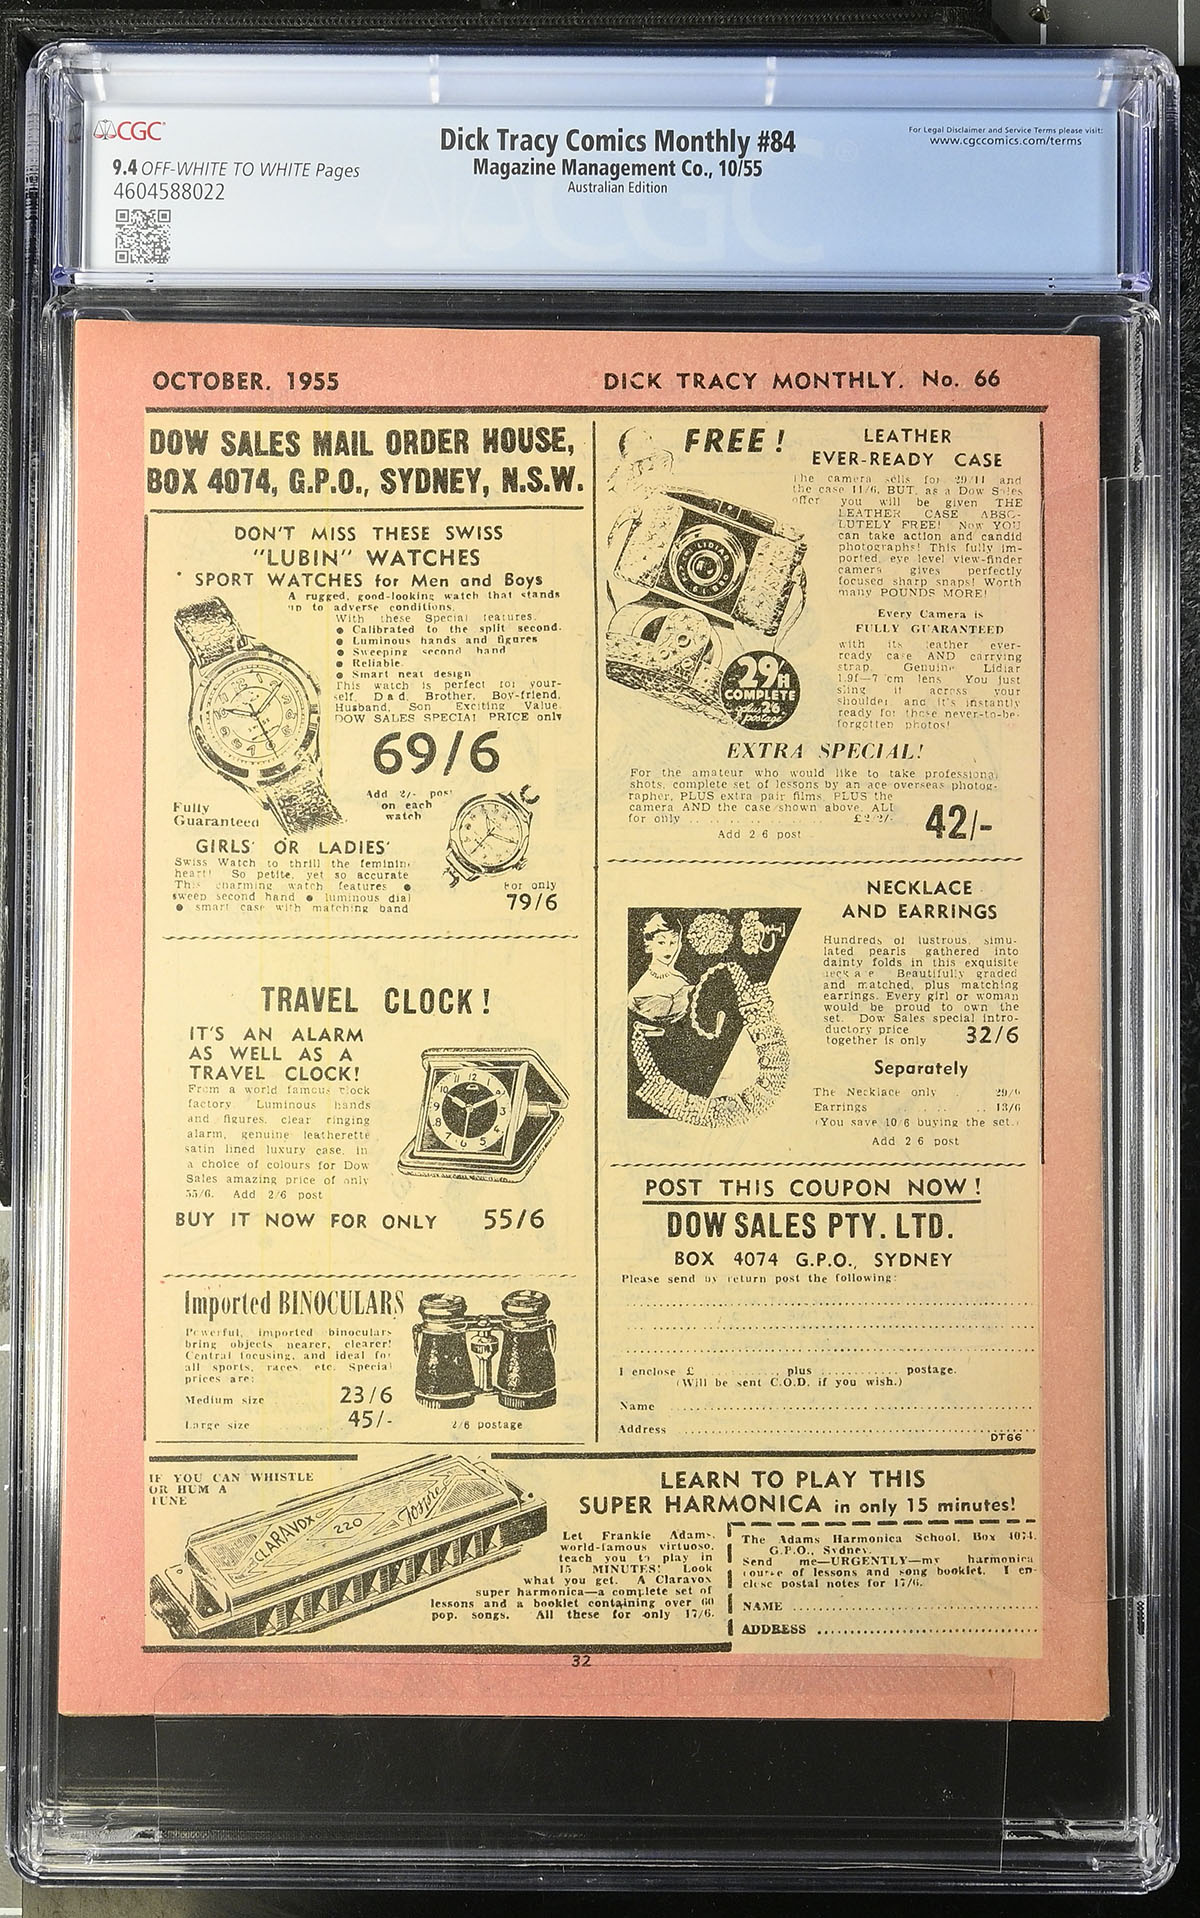 CGC
9.4 OFF-WHITE TO WHITE Pages
4604588022
Dick Tracy Comics Monthly #84
Magazine Management Co., 10/55
Australian Edition
For Legal Disclaimer and Service Terms please visit:
www.cgccomics.com/terms
OCTOBER, 1955
DICK TRACY MONTHLY. No. 66
DOW SALES MAIL ORDER HOUSE,
BOX 4074, G.P.O., SYDNEY, N.S.W.
DON'T MISS THESE SWISS
"LUBIN" WATCHES
SPORT WATCHES for Men and Boys
A rugged, good-looking watch that stands
up to adverse conditions.
With these Special features.
● Calibrated to the split second.
● Luminous hands and figures
● Sweeping second hand
● Reliable.
● Smart neat design
This watch is perfect for your-
self, Dad, Brother, Boy-friend,
Husband, Son Exciting Value.
DOW SALES SPECIAL PRICE only
69/6
Add 2/- post
on each
watch
Fully
Guaranteed
GIRLS' OR LADIES'
Swiss Watch to thrill the feminine
heart! So petite, yet so accurate
This charming watch features ●
sweep second hand ● luminous dial
● smart case with matching band
For only
79/6
TRAVEL CLOCK!
IT'S AN ALARM
AS WELL AS A
TRAVEL CLOCK!
From a world famous clock
factory Luminous hands
and figures, clear ringing
alarm, genuine leatherette
satin lined luxury case, in
a choice of colours for Dow
Sales amazing price of only
55/6. Add 2/6 post
BUY IT NOW FOR ONLY 55/6
Imported BINOCULARS
Powerful, imported binoculars
bring objects nearer, clearer!
Central focusing, and ideal for
all sports, races etc. Special
prices are:
Medium size 23/6
Large size 45/-
2/6 postage
FREE!
LEATHER
EVER-READY CASE
The camera sells for 29/11 and
the case 11/6. BUT, as a Dow Sales
offer you will be given THE
LEATHER CASE ABSO-
LUTELY FREE! Now YOU
can take action and candid
photographs! This fully im-
ported, eye level view-finder
camera gives perfectly
focused sharp snaps! Worth
many POUNDS MORE!
Every Camera is
FULLY GUARANTEED
with its leather ever-
ready case AND carrying
strap. Genuine Lidiar
1.9f—7 cm lens You just
sling it across your
shoulder and it's instantly
ready for those never-to-be-
forgotten photos!
29/11
COMPLETE
plus 2/6
postage
EXTRA SPECIAL!
For the amateur who would like to take professional
shots, complete set of lessons by an ace overseas photog-
rapher, PLUS extra pair films, PLUS the
camera AND the case shown above. ALL
for only .......... £2/2/-
42/-
Add 2 6 post
NECKLACE
AND EARRINGS
Hundreds of lustrous, simu-
lated pearls gathered into
dainty folds in this exquisite
Beautifully graded
and matched, plus matching
earrings. Every girl or woman
would be proud to own the
set. Dow Sales special intro-
ductory price
together is only 32/6
Separately
The Necklace only . 29/6
Earrings .. .... .. 13/6
(You save 10/6 buying the set.)
Add 2 6 post
POST THIS COUPON NOW!
DOW SALES PTY. LTD.
BOX 4074 G.P.O., SYDNEY
Please send by return post the following:
I enclose £ ............ plus ............ postage.
(Will be sent C.O.D. if you wish.)
Name
Address
DT66
IF YOU CAN WHISTLE
OR HUM A
TUNE
CLARAVOX
220
LEARN TO PLAY THIS
SUPER HARMONICA in only 15 minutes!
Let Frankie Adams,
world-famous virtuoso,
teach you to play in
15 MINUTES! Look
what you get. A Claravox
super harmonica—a complete set of
lessons and a booklet containing over 60
pop. songs. All these for only 17/6.
The Adams Harmonica School, Box 4074,
G.P.O., Sydney.
Send me—URGENTLY—my harmonica
course of lessons and song booklet. I en-
close postal notes for 17/6.
NAME
ADDRESS
32